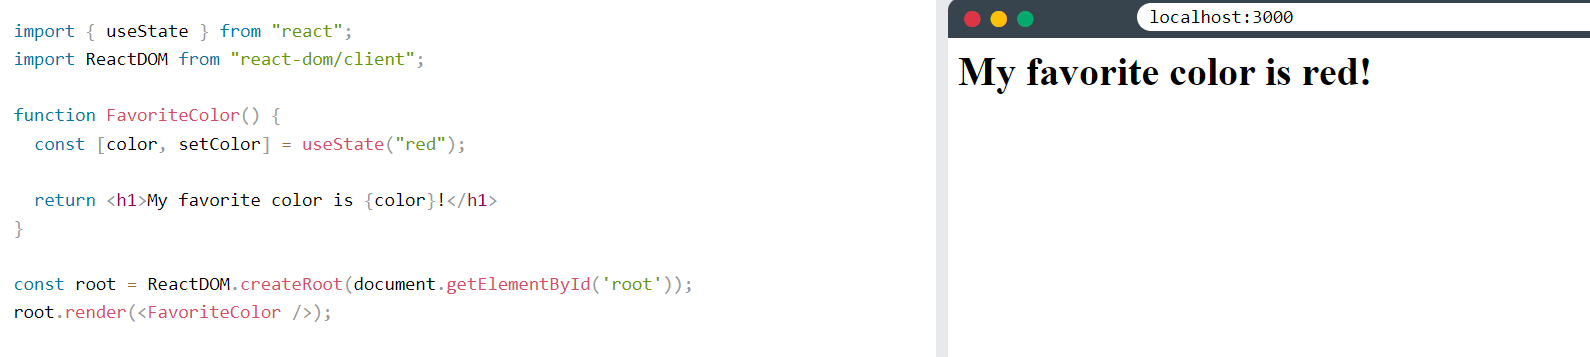 import { useState } from "react";
import ReactDOM from "react-dom/client";
function FavoriteColor() {
  const [color, setColor] = useState("red");
  return <h1>My favorite color is {color}!</h1>
}
const root = ReactDOM.createRoot(document.getElementById('root'));
root.render(<FavoriteColor />);
localhost:3000
My favorite color is red!